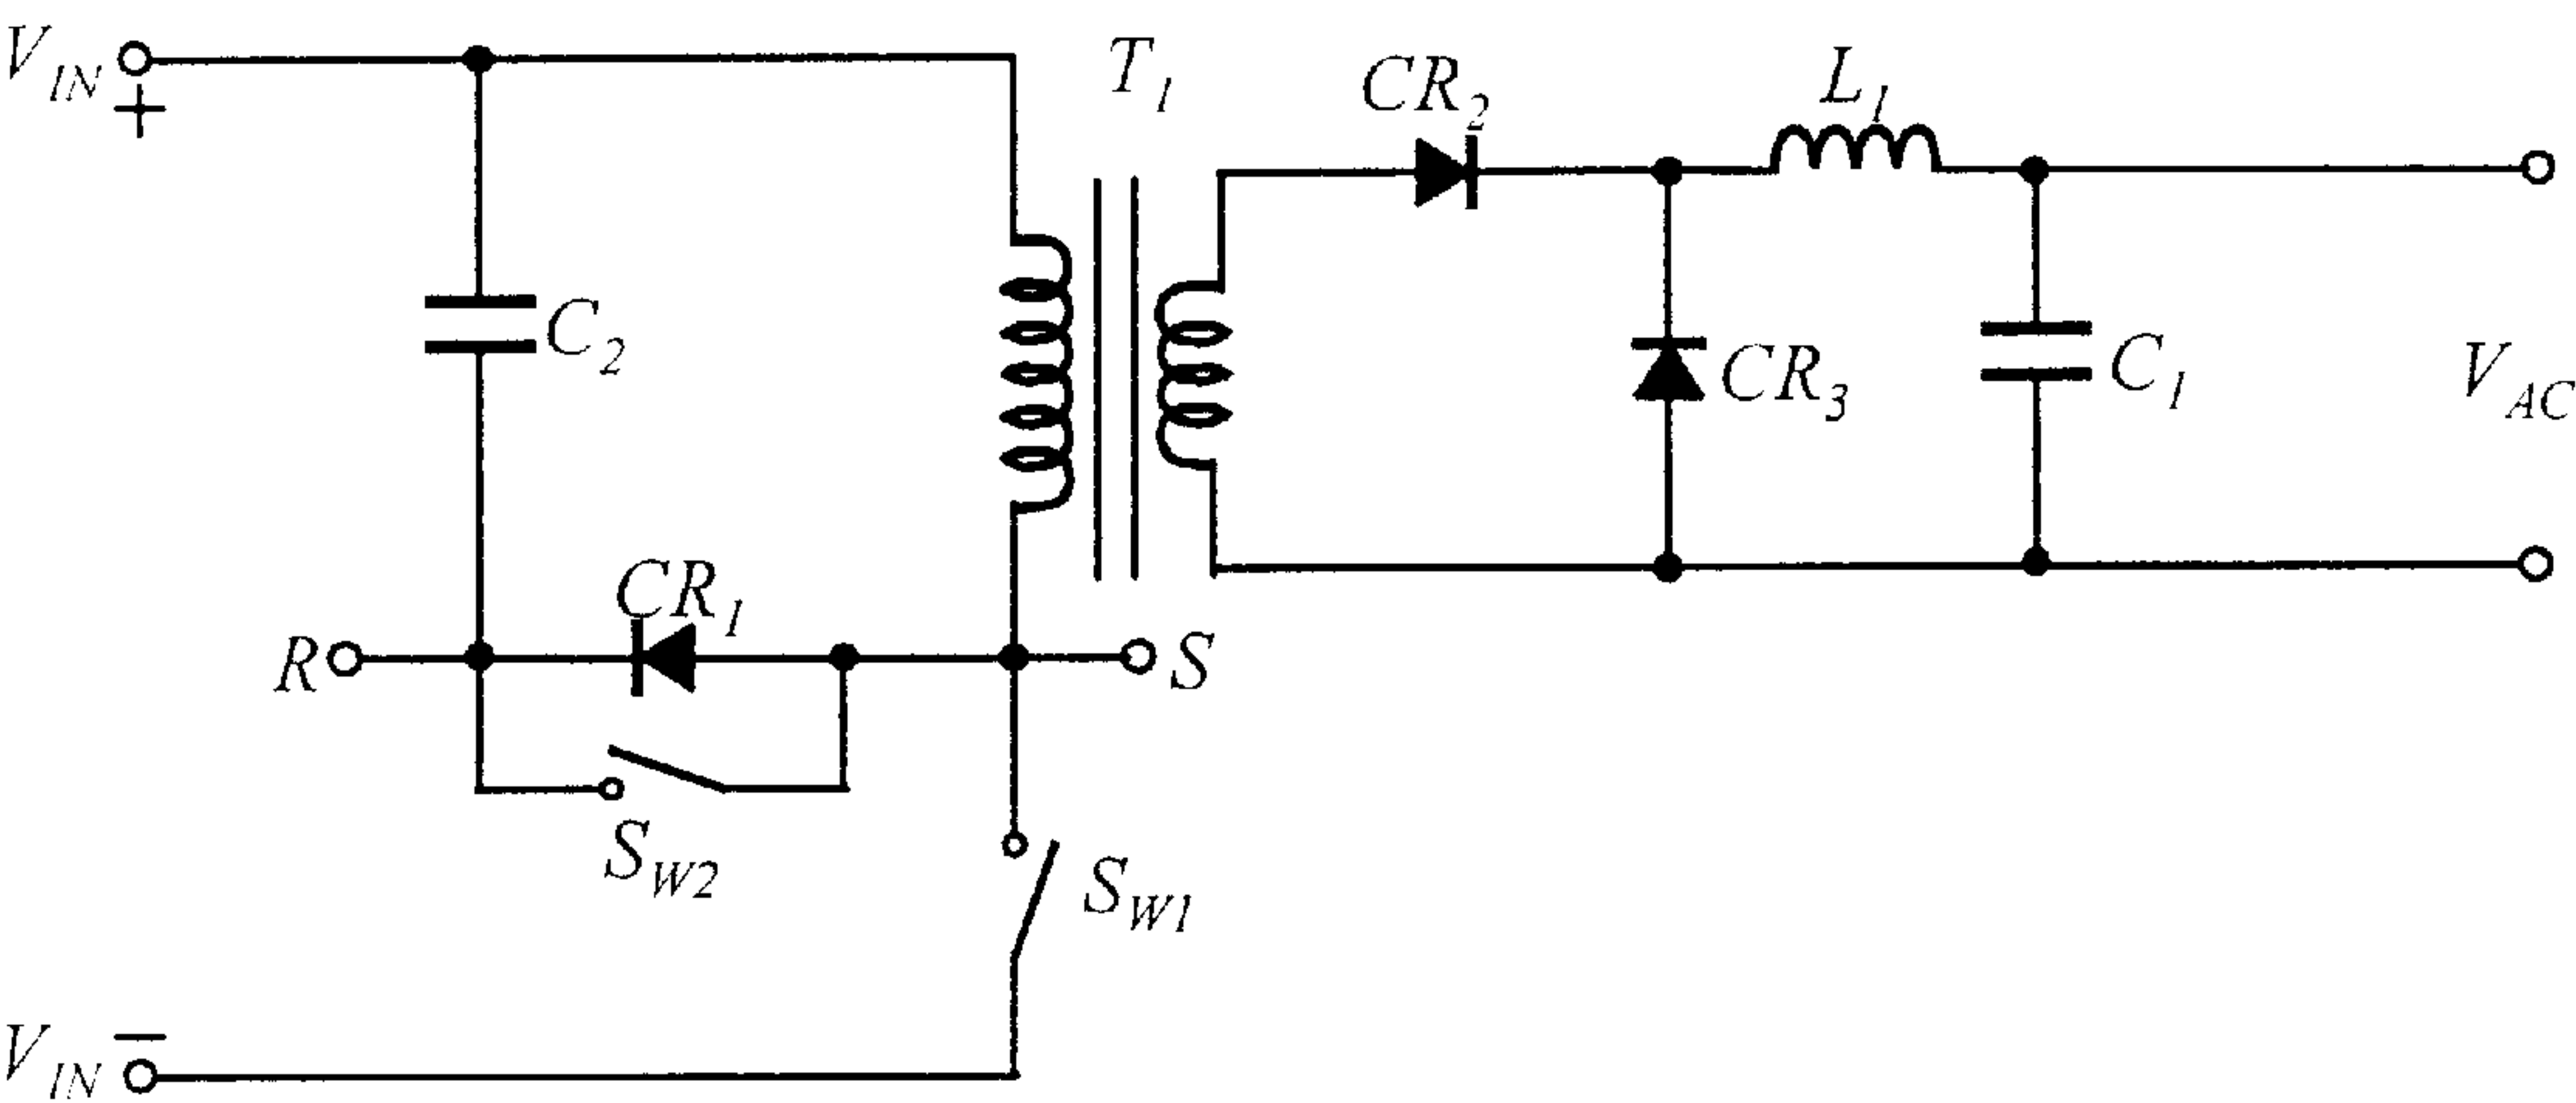 V_IN
+
T_1
CR_2
L_1
C_2
CR_3
C_1
V_AC
CR_1
R
S
S_W2
S_W1
−
V_IN